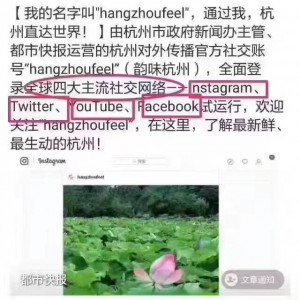 【我的名字叫"hangzhoufeel"，通过我，杭
州直达世界！】由杭州市政府新闻办主管、
都市快报运营的杭州对外传播官方社交账
号“hangzhoufeel”（韵味杭州），全面登
录全球四大主流社交网络——Instagram、
Twitter、YouTube、Facebook试运行，欢迎
关注“hangzhoufeel”，在这里，了解最新鲜、
最生动的杭州！
Instagram
hangzhoufeel
都市快报
文章通知